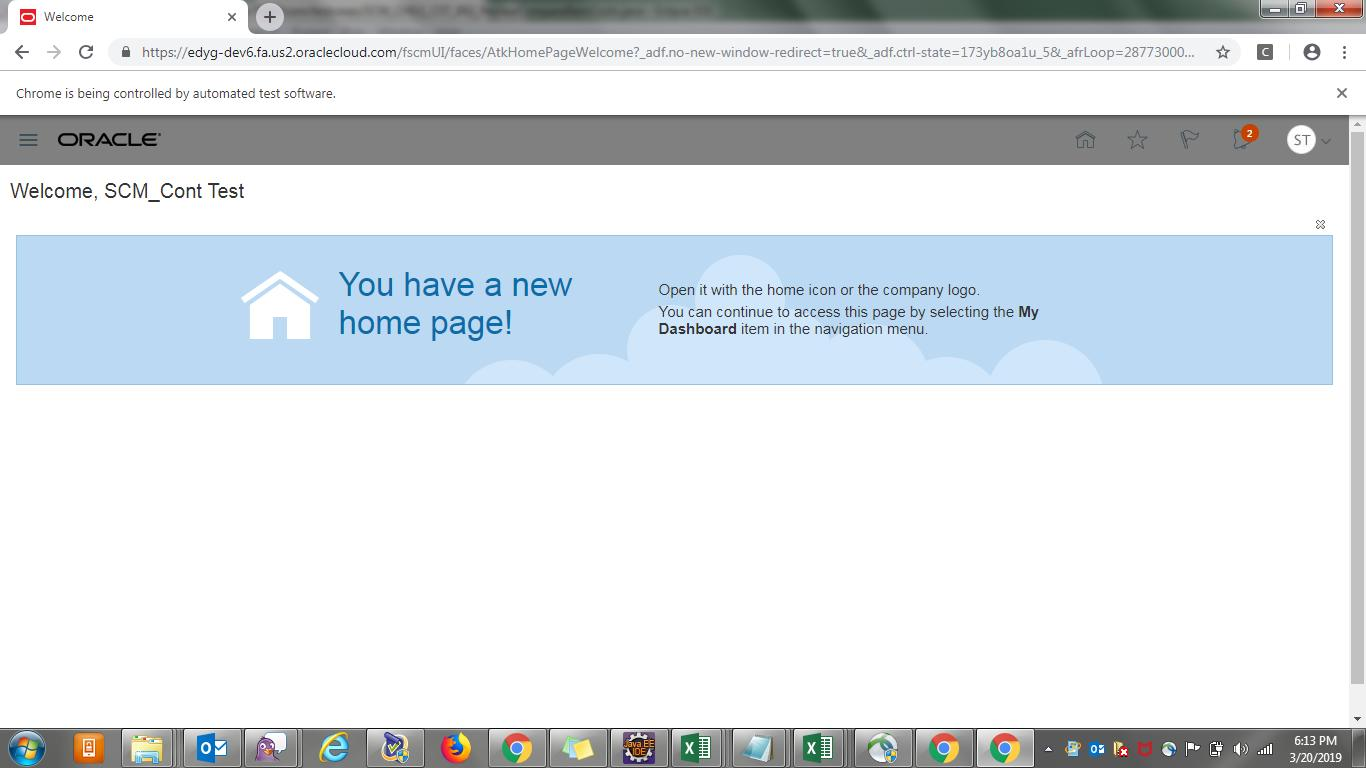 Welcome
https://edyg-dev6.fa.us2.oraclecloud.com/fscmUI/faces/AtkHomePageWelcome?_adf.no-new-window-redirect=true&_adf.ctrl-state=173yb8oa1u_5&_afrLoop=28773000...
C
Chrome is being controlled by automated test software.
ORACLE
2
ST
Welcome, SCM_Cont Test
You have a new
home page!
Open it with the home icon or the company logo.
You can continue to access this page by selecting the My
Dashboard item in the navigation menu.
Java EE
IDE
6:13 PM
3/20/2019